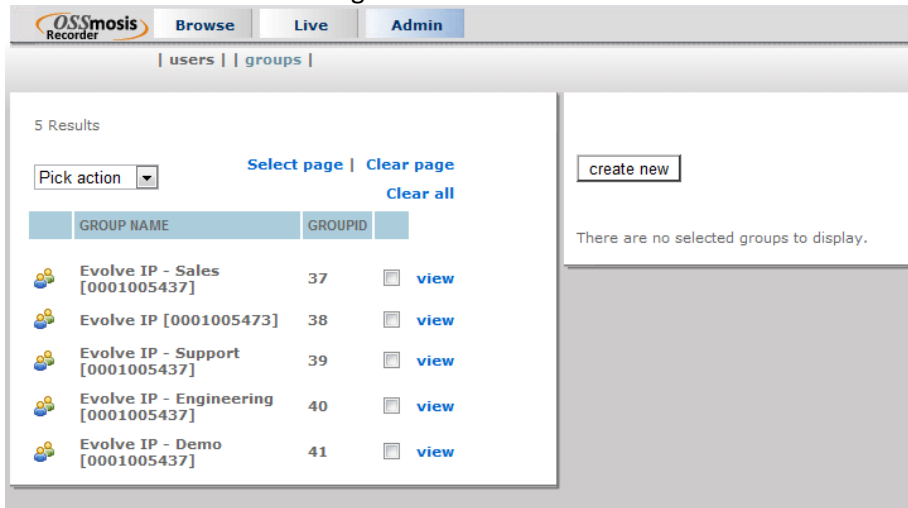 OSSmosis
Recorder
Browse Live Admin
| users | | groups |
5 Results
Pick action
Select page | Clear page
Clear all
GROUP NAME GROUPID
Evolve IP - Sales
[0001005437] 37 view
Evolve IP [0001005473] 38 view
Evolve IP - Support
[0001005437] 39 view
Evolve IP - Engineering
[0001005437] 40 view
Evolve IP - Demo
[0001005437] 41 view
create new
There are no selected groups to display.